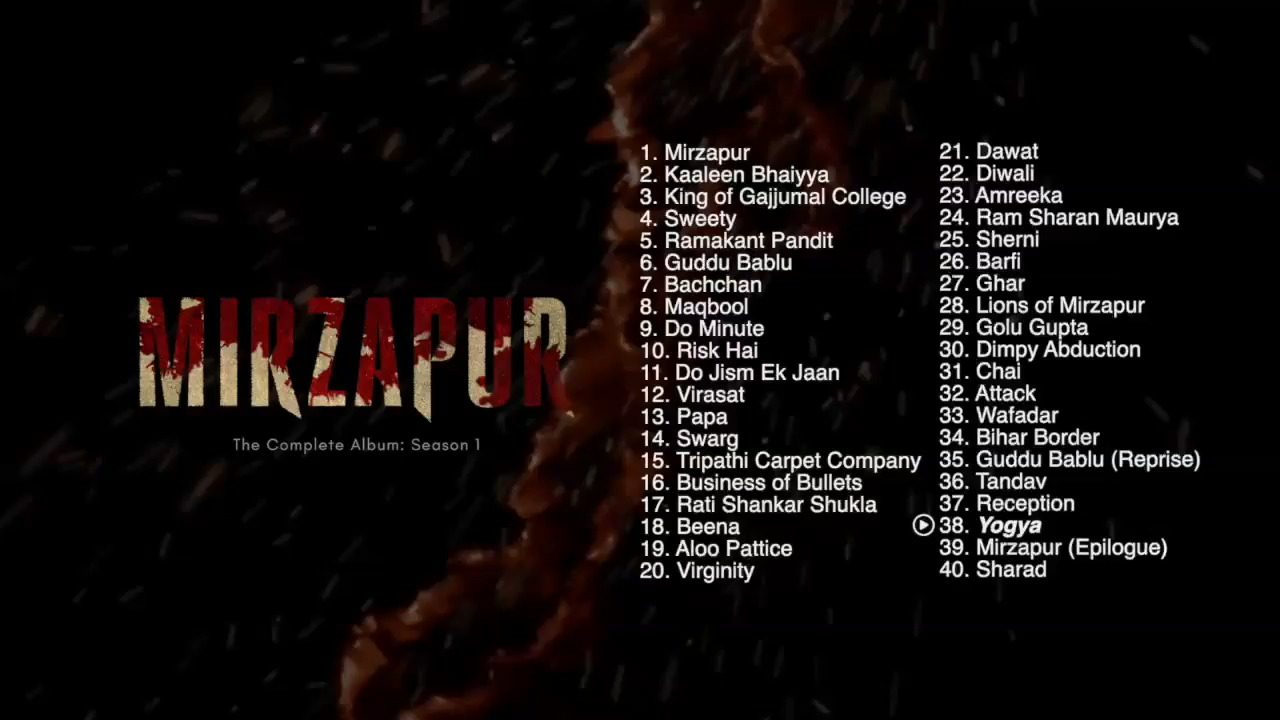 MIRZAPUR
The Complete Album: Season 1
1. Mirzapur
2. Kaaleen Bhaiyya
3. King of Gajjumal College
4. Sweety
5. Ramakant Pandit
6. Guddu Bablu
7. Bachchan
8. Maqbool
9. Do Minute
10. Risk Hai
11. Do Jism Ek Jaan
12. Virasat
13. Papa
14. Swarg
15. Tripathi Carpet Company
16. Business of Bullets
17. Rati Shankar Shukla
18. Beena
19. Aloo Pattice
20. Virginity
21. Dawat
22. Diwali
23. Amreeka
24. Ram Sharan Maurya
25. Sherni
26. Barfi
27. Ghar
28. Lions of Mirzapur
29. Golu Gupta
30. Dimpy Abduction
31. Chai
32. Attack
33. Wafadar
34. Bihar Border
35. Guddu Bablu (Reprise)
36. Tandav
37. Reception
38. Yogya
39. Mirzapur (Epilogue)
40. Sharad